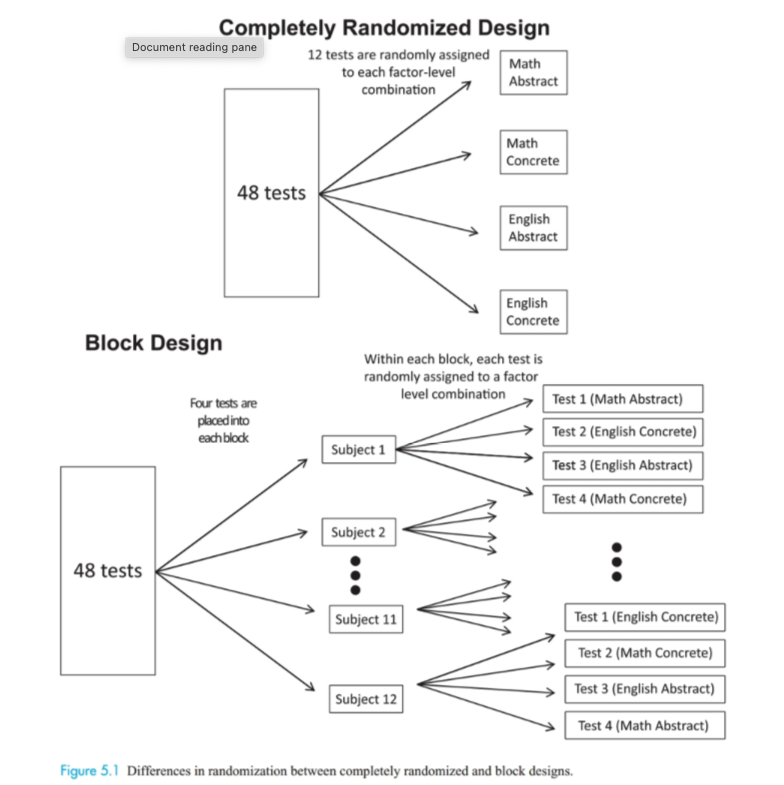 Completely Randomized Design
Document reading pane
12 tests are randomly assigned
to each factor-level
combination
Math
Abstract
Math
Concrete
48 tests
English
Abstract
English
Concrete
Block Design
Within each block, each test is
randomly assigned to a factor
level combination
Four tests are
placed into
each block
Test 1 (Math Abstract)
Test 2 (English Concrete)
Subject 1
Test 3 (English Abstract)
Test 4 (Math Concrete)
Subject 2
48 tests
Subject 11
Test 1 (English Concrete)
Test 2 (Math Concrete)
Subject 12
Test 3 (English Abstract)
Test 4 (Math Abstract)
Figure 5.1 Differences in randomization between completely randomized and block designs.